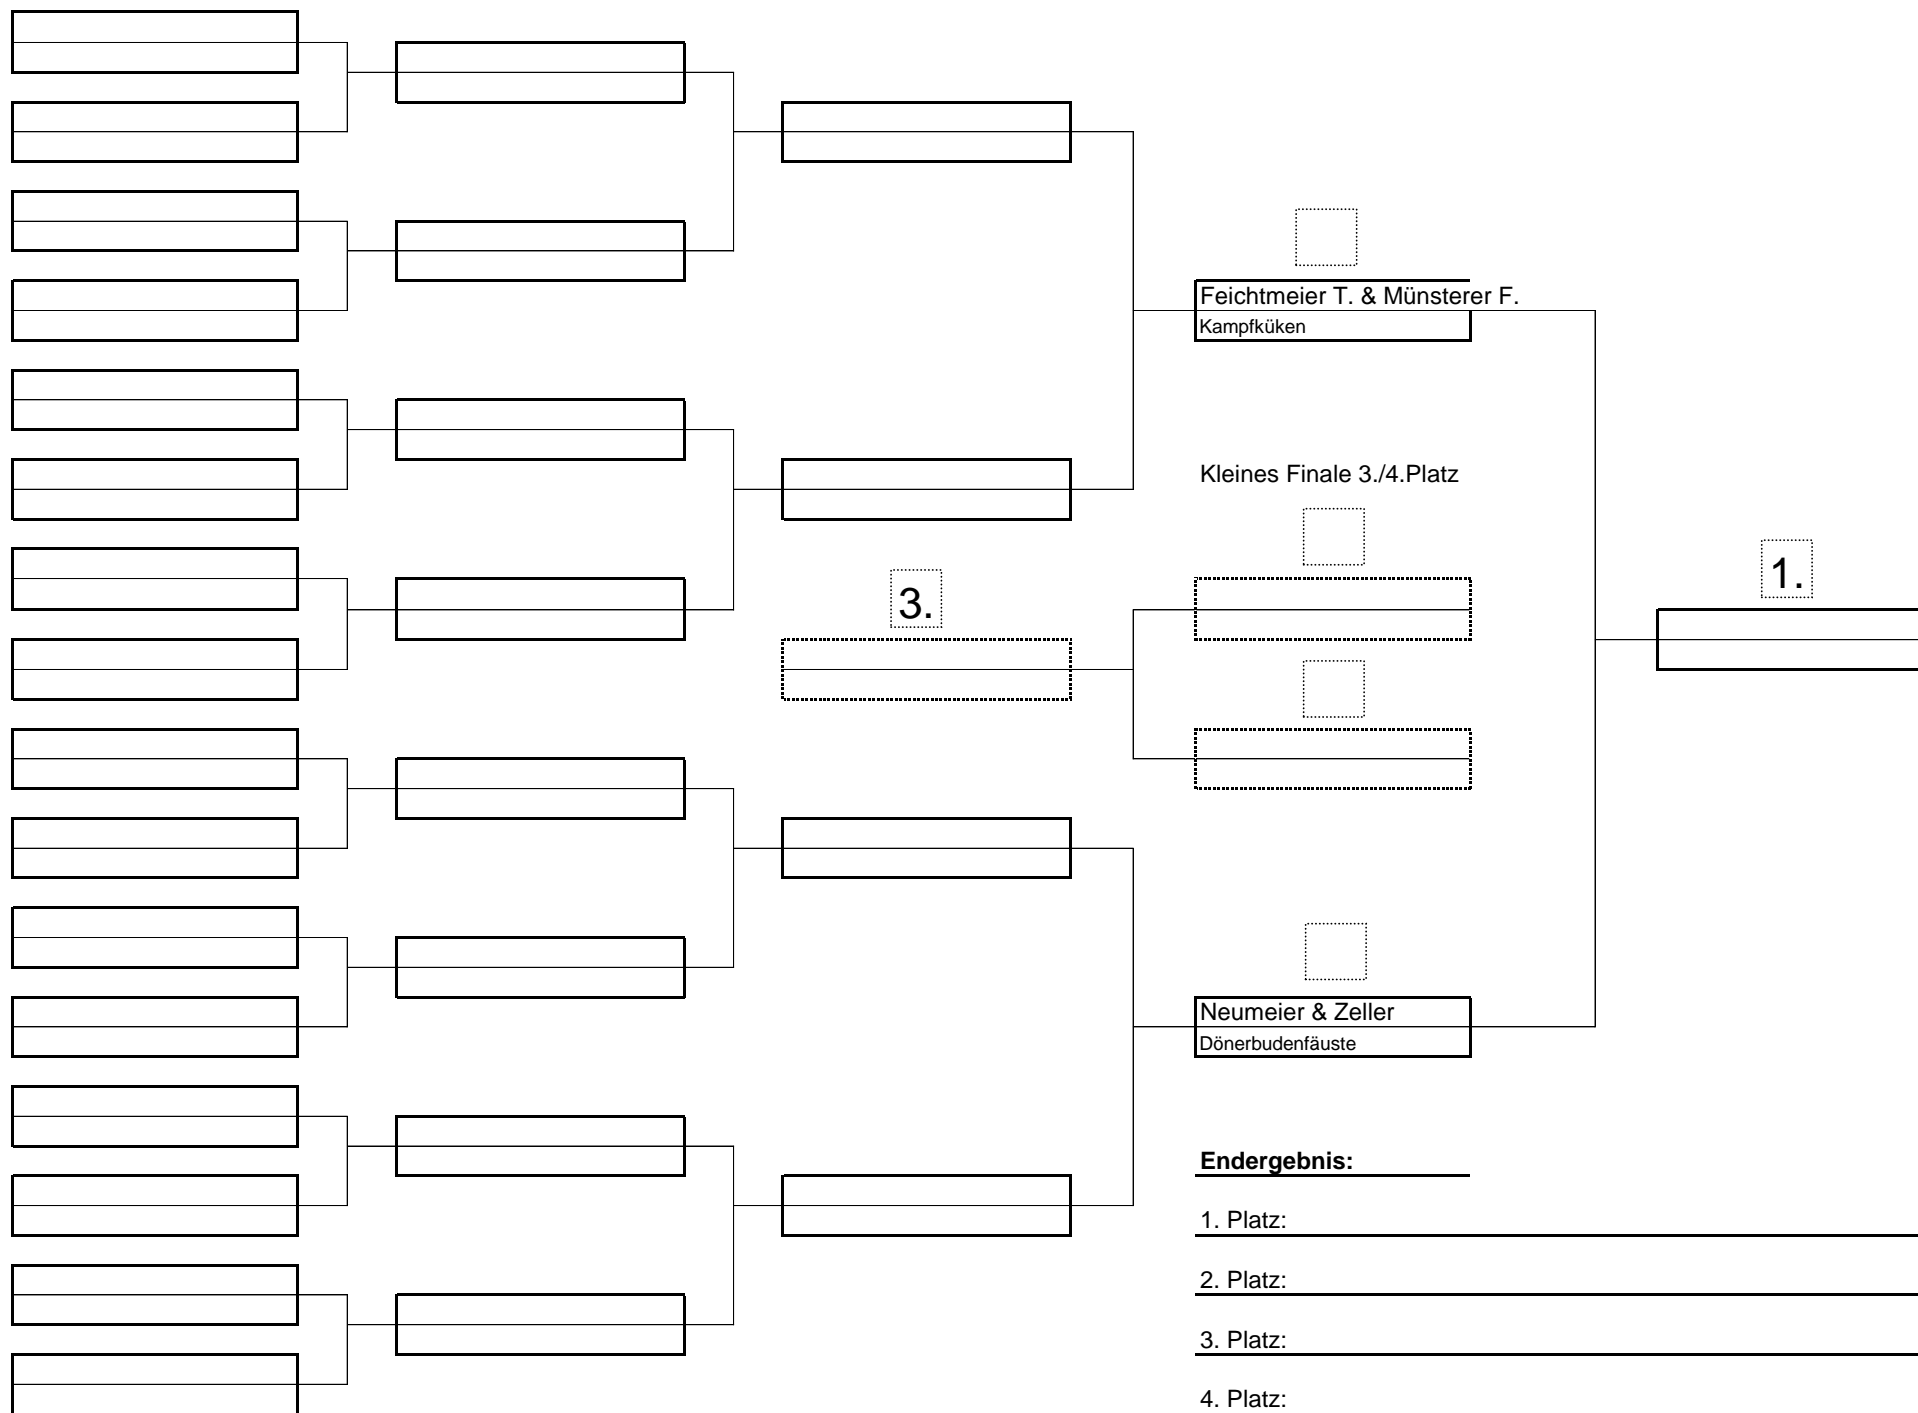 Feichtmeier T. & Münsterer F.
Kampfküken
Kleines Finale 3./4.Platz
1.
3.
Neumeier & Zeller
Dönerbudenfäuste
Endergebnis:
1. Platz:
2. Platz:
3. Platz:
4. Platz: